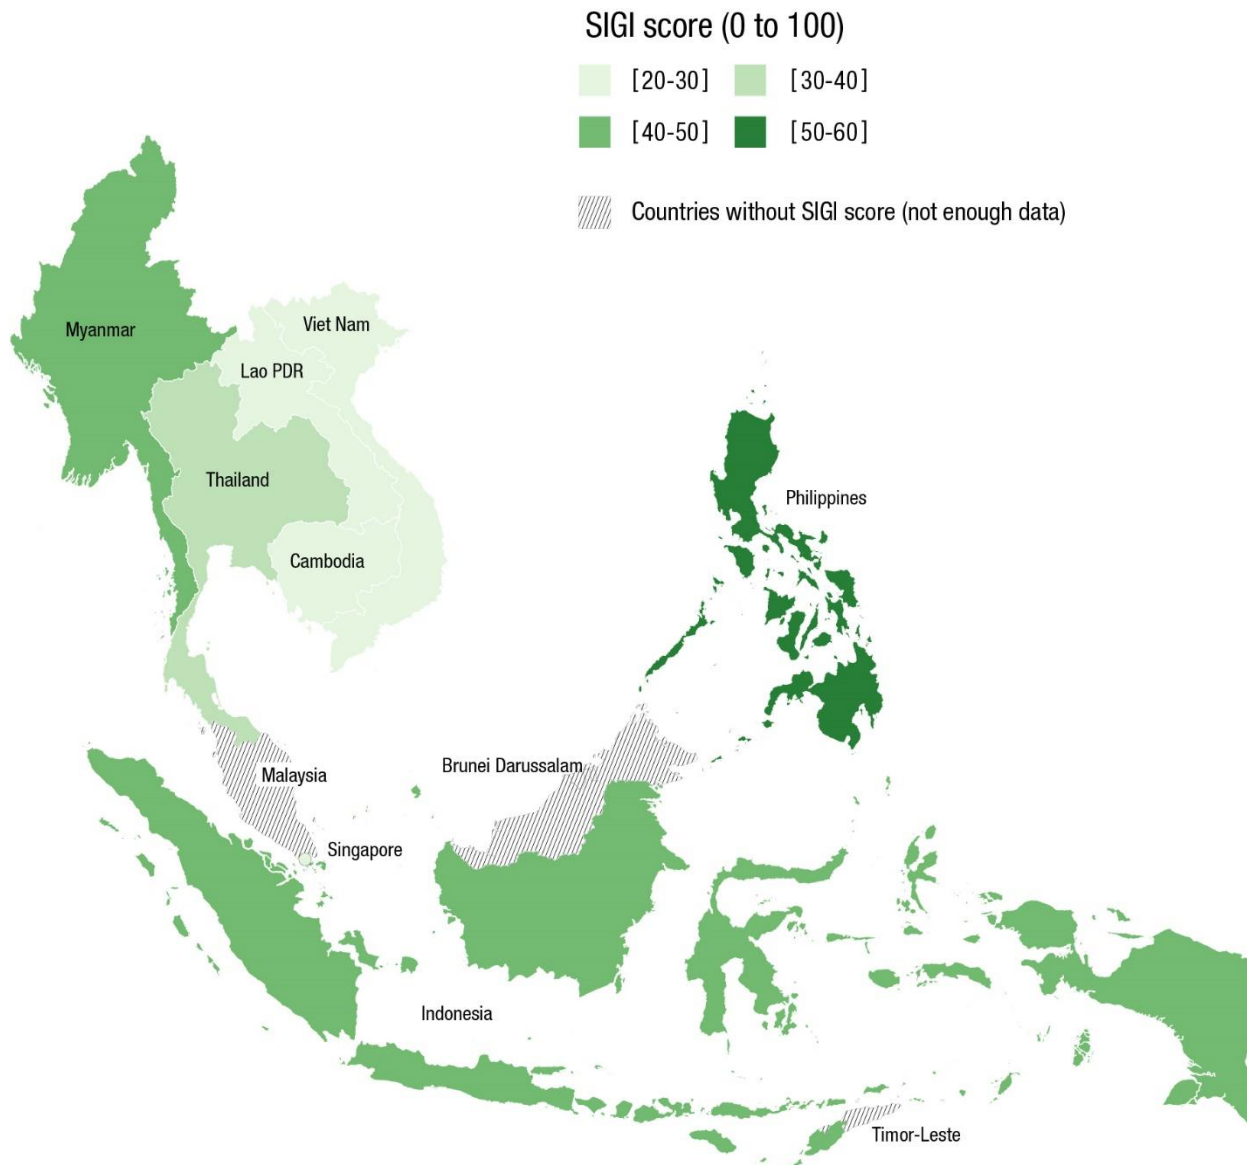 SIGI score (0 to 100)
[20-30] [30-40]
[40-50] [50-60]
Countries without SIGI score (not enough data)
Viet Nam
Myanmar
Lao PDR
Thailand
Philippines
Cambodia
Brunei Darussalam
Malaysia
Singapore
Indonesia
Timor-Leste